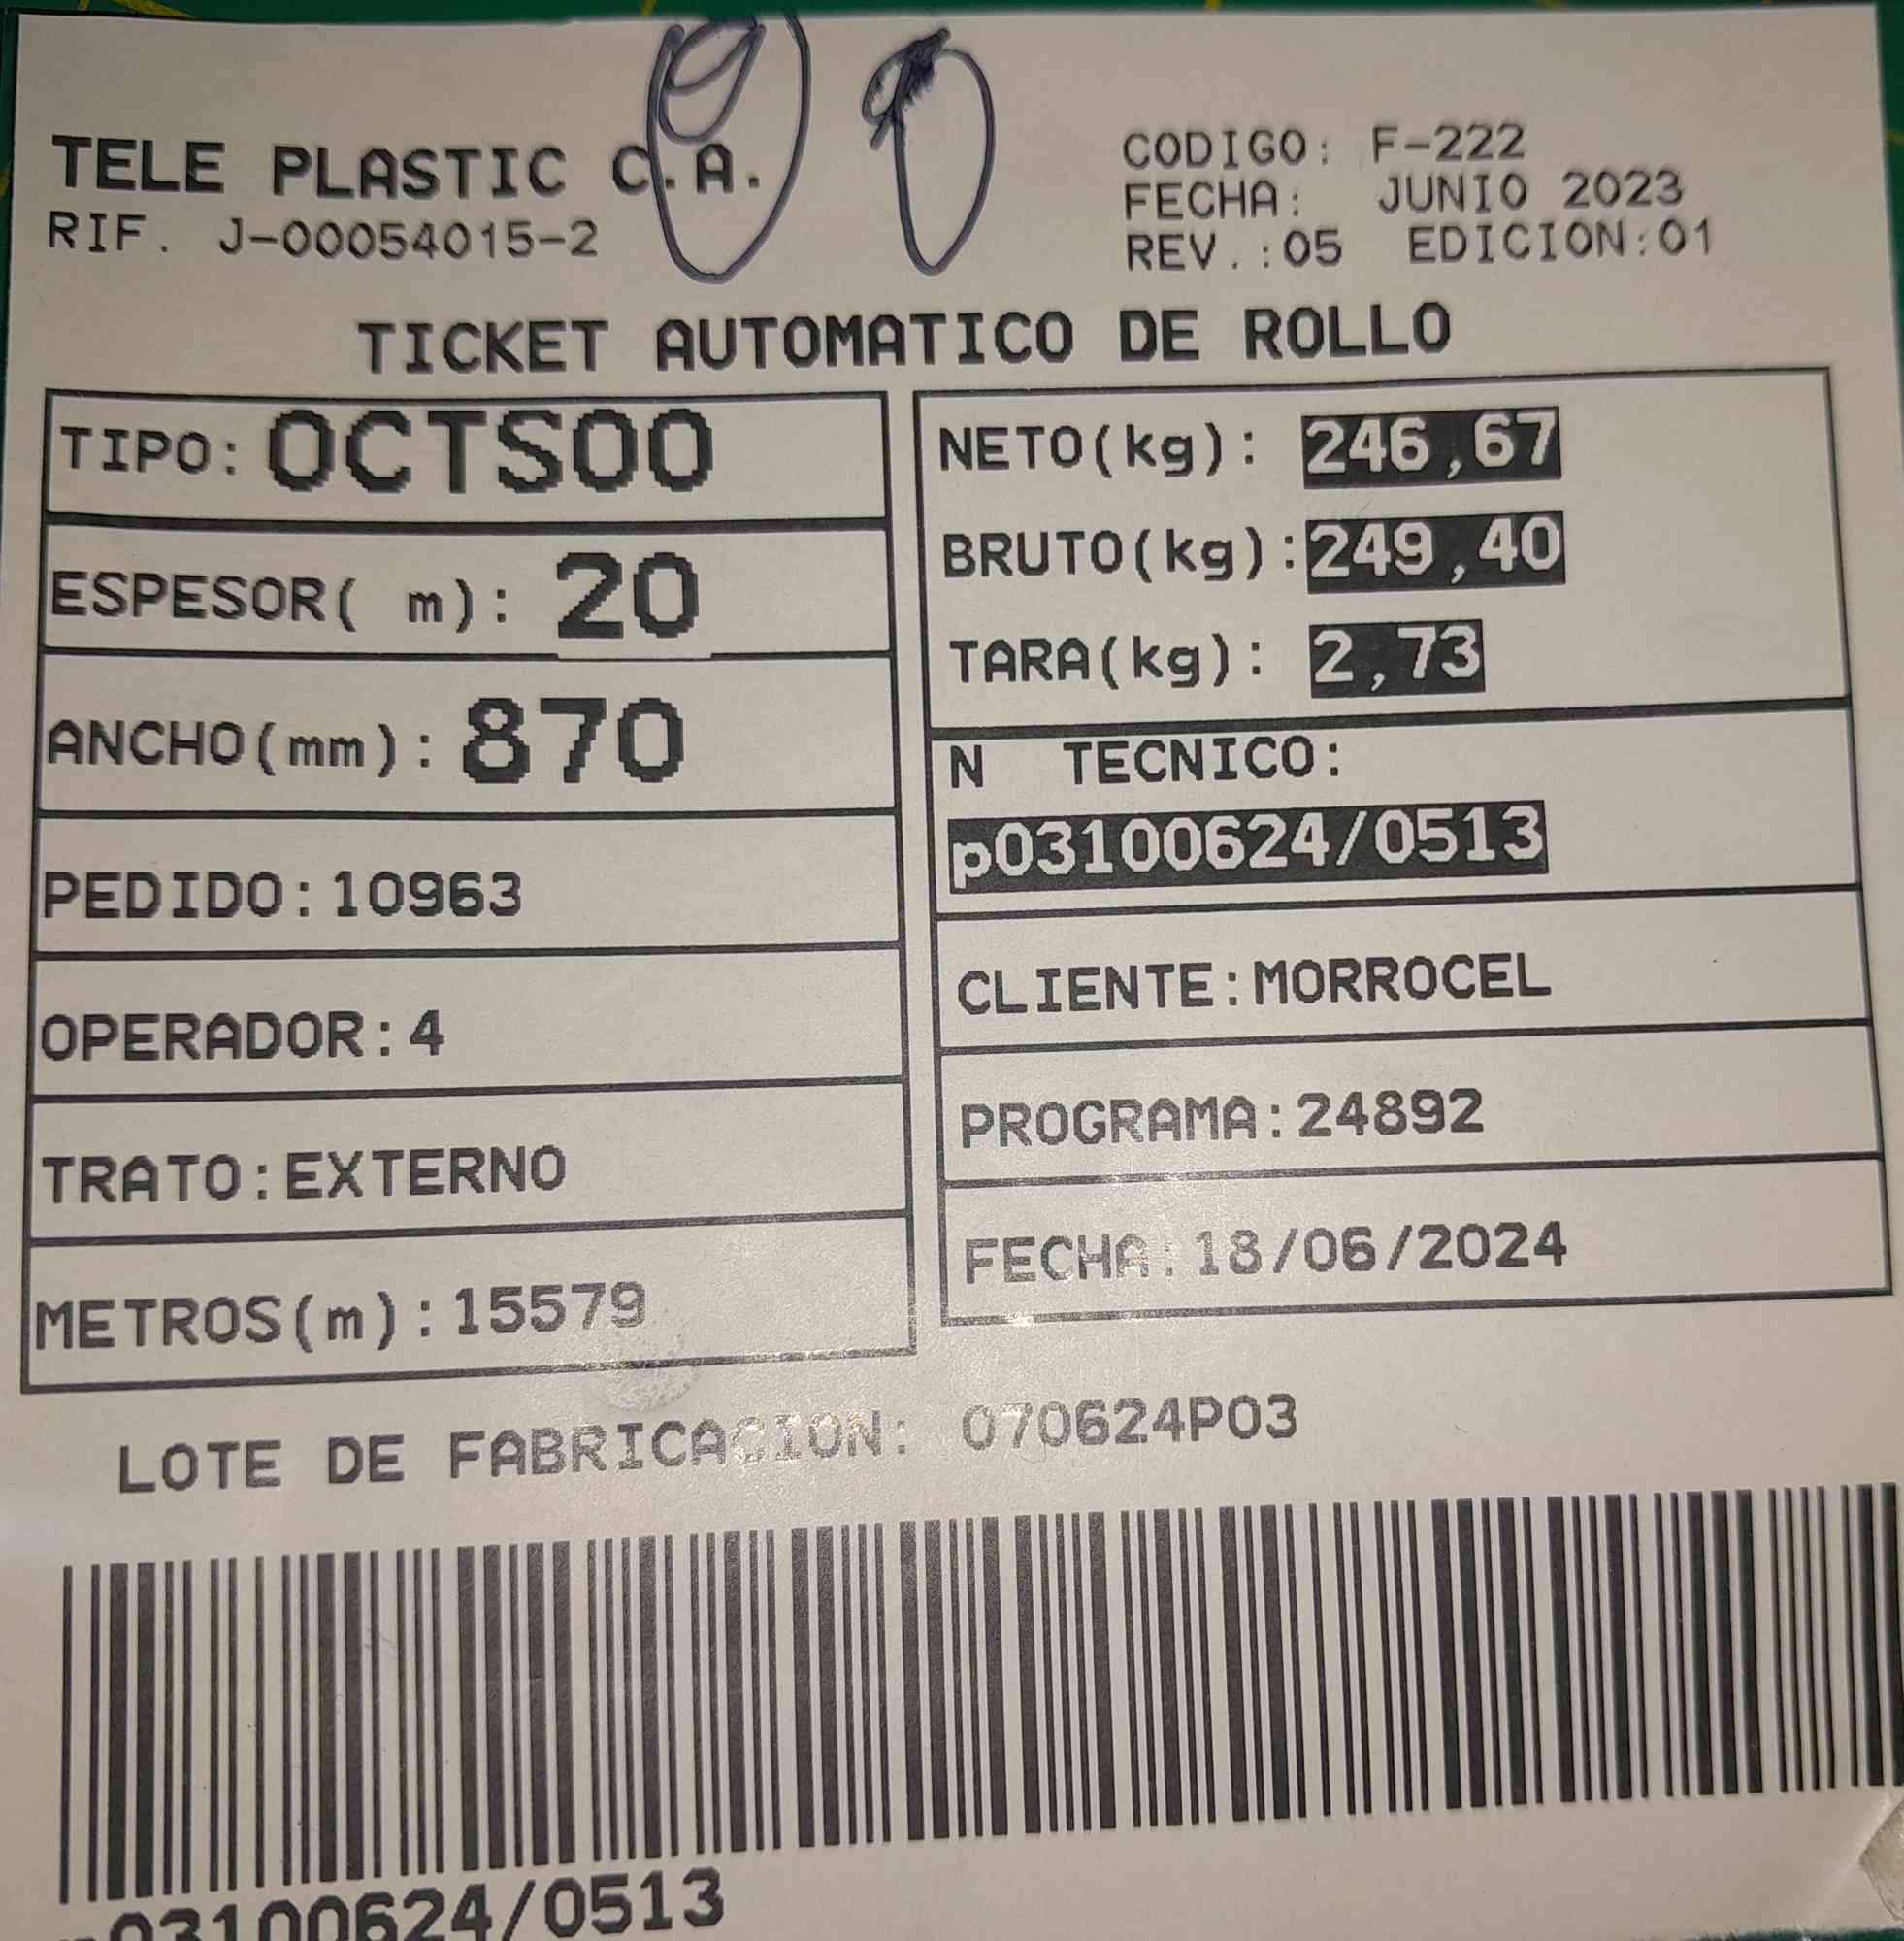 TELE PLASTIC C.A.
RIF. J-00054015-2
CODIGO: F-222
FECHA: JUNIO 2023
REV.:05 EDICION:01
TICKET AUTOMATICO DE ROLLO
TIPO: OCTS00
ESPESOR( m): 20
ANCHO(mm): 870
PEDIDO:10963
OPERADOR:4
TRATO:EXTERNO
METROS(m):15579
NETO(kg): 246,67
BRUTO(kg):249,40
TARA(kg): 2,73
N TECNICO:
p03100624/0513
CLIENTE:MORROCEL
PROGRAMA:24892
FECHA:18/06/2024
LOTE DE FABRICACION: 070624P03
p03100624/0513